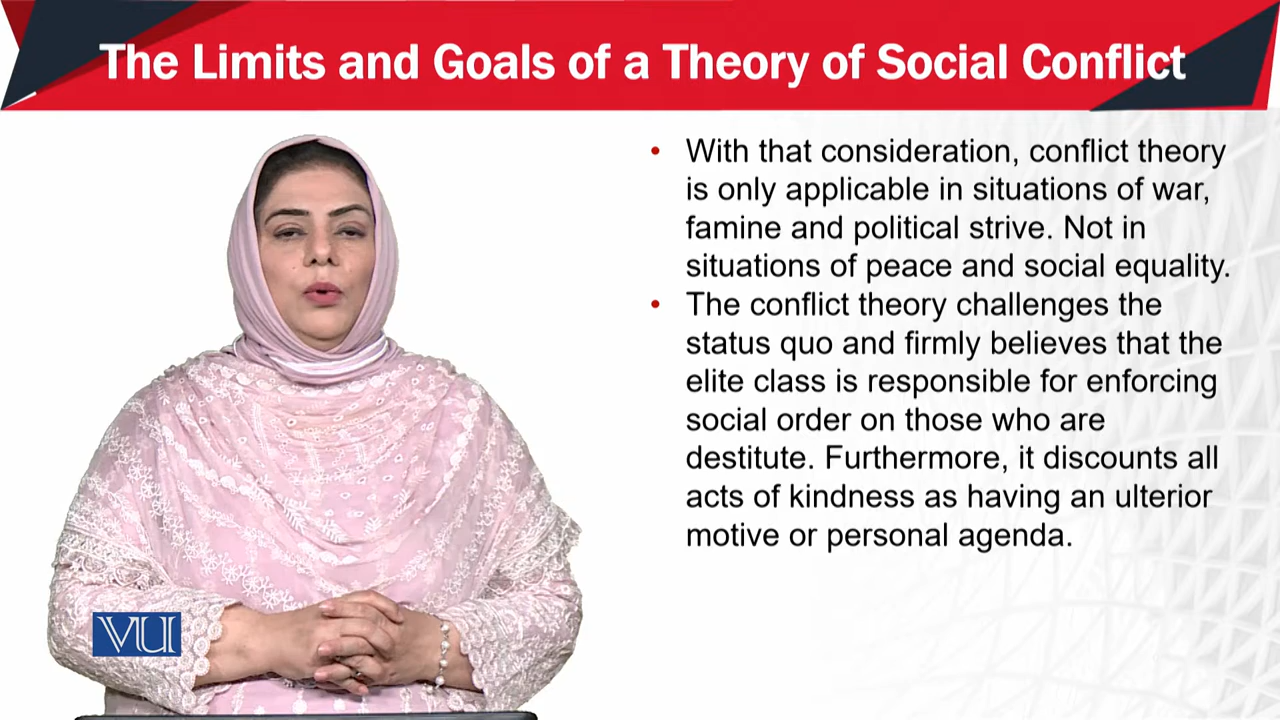 The Limits and Goals of a Theory of Social Conflict
• With that consideration, conflict theory
is only applicable in situations of war,
famine and political strive. Not in
situations of peace and social equality.
• The conflict theory challenges the
status quo and firmly believes that the
elite class is responsible for enforcing
social order on those who are
destitute. Furthermore, it discounts all
acts of kindness as having an ulterior
motive or personal agenda.
VU